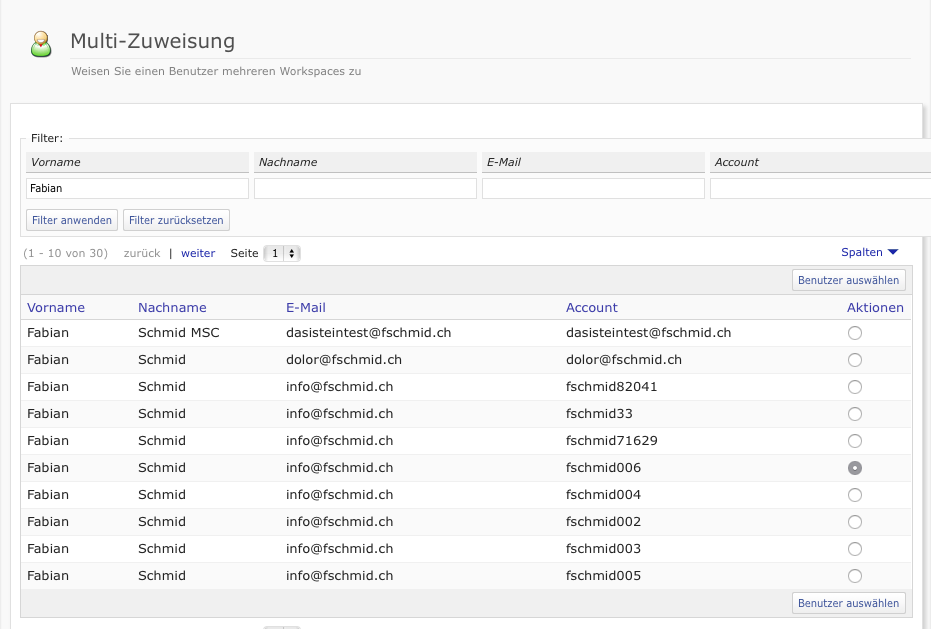 Multi-Zuweisung
Weisen Sie einen Benutzer mehreren Workspaces zu
Filter:
Vorname Nachname E-Mail Account
Fabian
Filter anwenden Filter zurücksetzen
(1 - 10 von 30) zurück | weiter Seite 1 Spalten
Benutzer auswählen
Vorname Nachname E-Mail Account Aktionen
Fabian Schmid MSC dasisteintest@fschmid.ch dasisteintest@fschmid.ch
Fabian Schmid dolor@fschmid.ch dolor@fschmid.ch
Fabian Schmid info@fschmid.ch fschmid82041
Fabian Schmid info@fschmid.ch fschmid33
Fabian Schmid info@fschmid.ch fschmid71629
Fabian Schmid info@fschmid.ch fschmid006
Fabian Schmid info@fschmid.ch fschmid004
Fabian Schmid info@fschmid.ch fschmid002
Fabian Schmid info@fschmid.ch fschmid003
Fabian Schmid info@fschmid.ch fschmid005
Benutzer auswählen